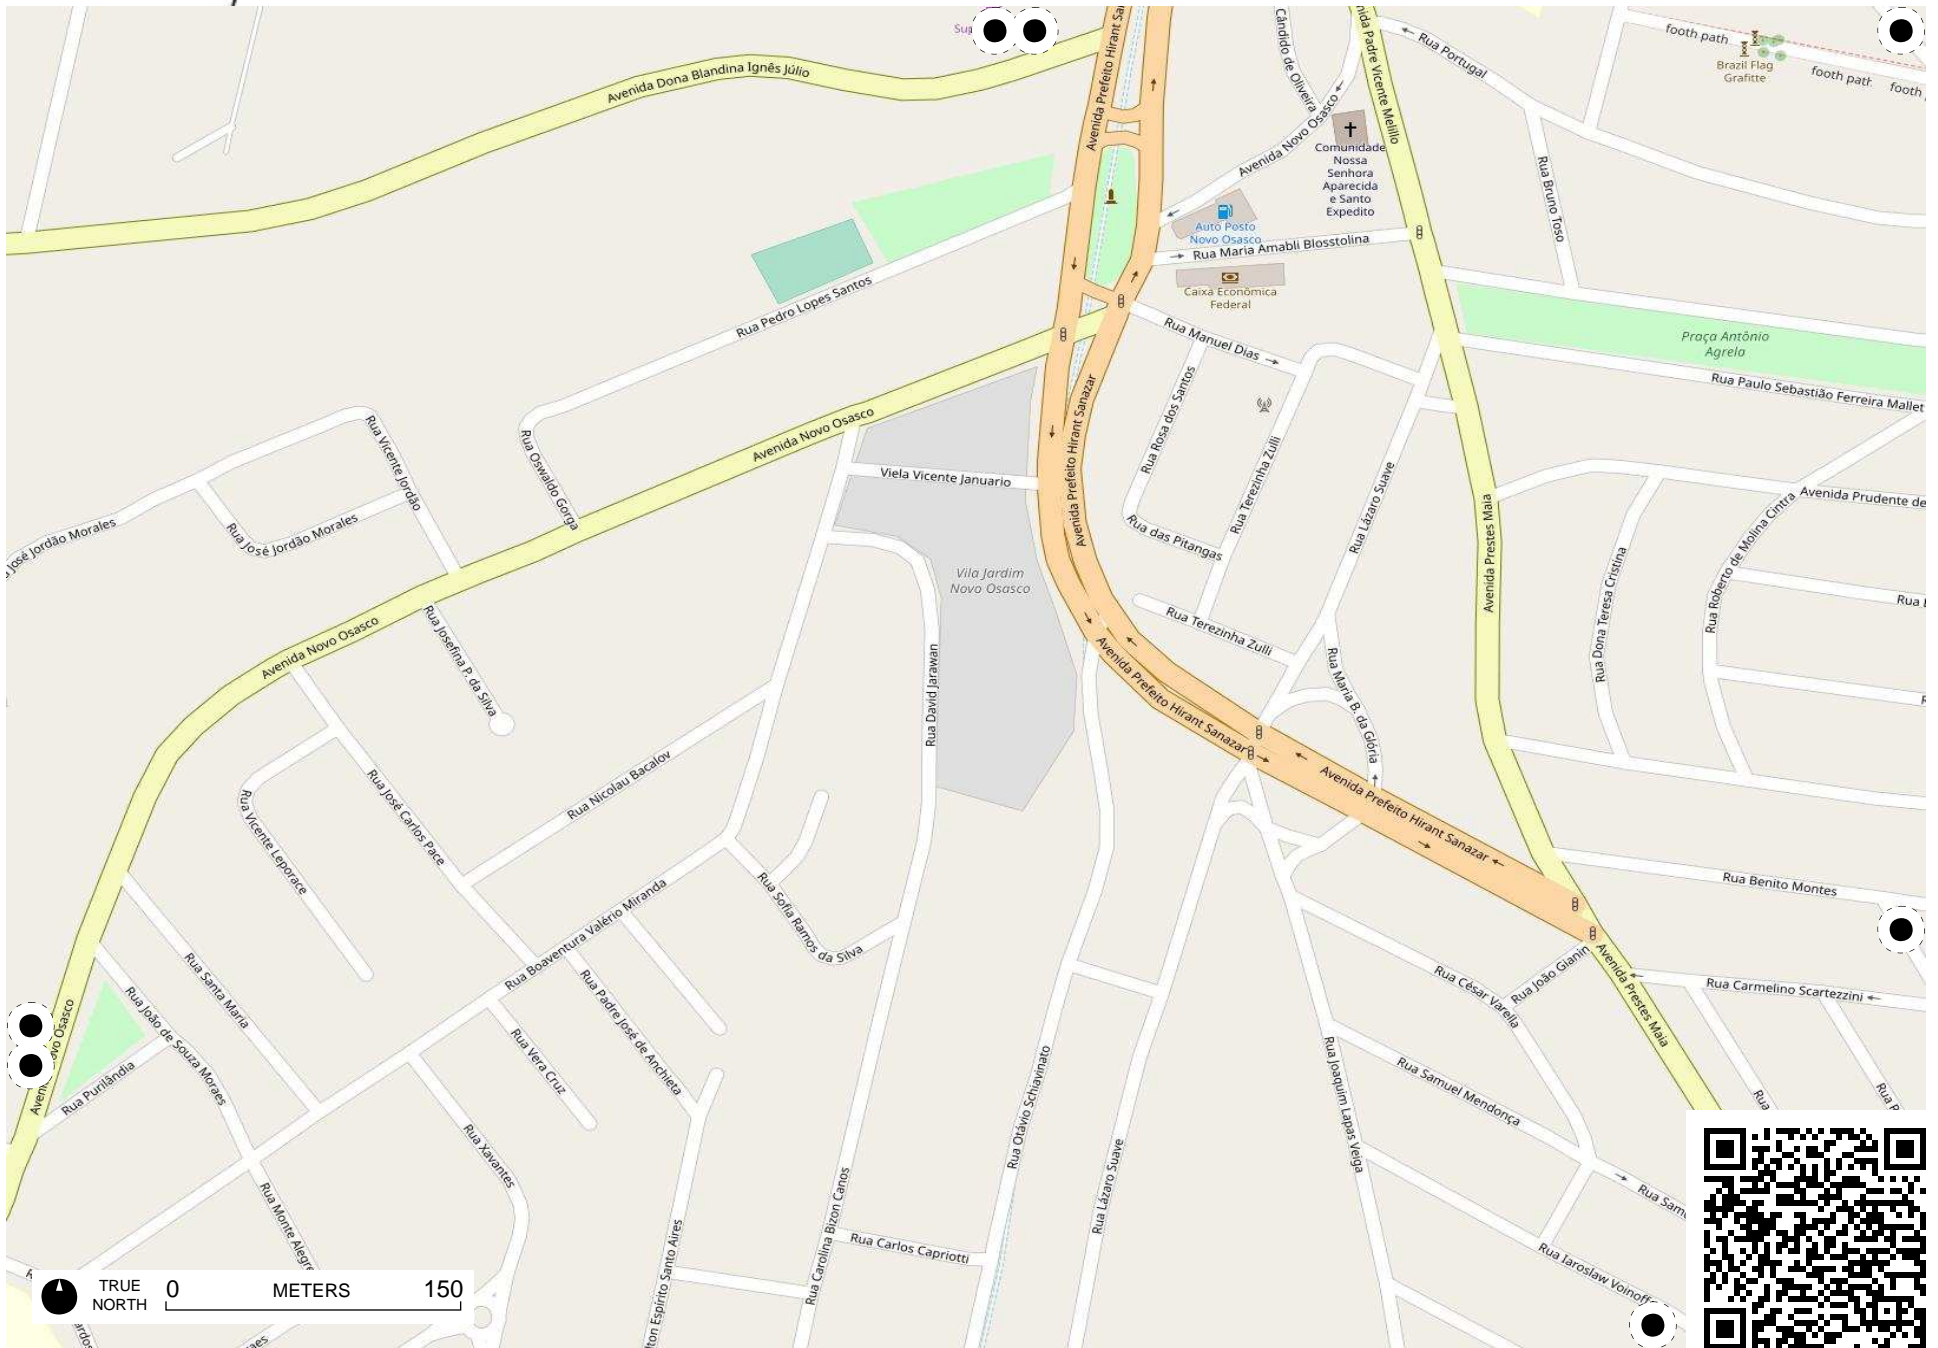 Avenida Prefeito Hirant
Cândido de Oliveira
Avenida Padre Vicente Melillo
Rua Portugal
footh path
Brazil Flag
Grafitte
footh path
footh
Avenida Dona Blandina Ignês Júlio
Avenida Novo Osasco
Comunidade
Nossa
Senhora
Aparecida
e Santo
Expedito
Rua Bruno Toso
Auto Posto
Novo Osasco
Rua Maria Amabli Blosstolina
Caixa Econômica
Federal
Rua Pedro Lopes Santos
Rua Manuel Dias
Praça Antônio
Agrela
Rua Paulo Sebastião Ferreira Mallet
Rua Vicente Jordão
Rua Oswaldo Gorga
Avenida Novo Osasco
Avenida Prefeito Hirant Sanazar
Rua Rosa dos Santos
Rua Terezinha Zulli
Rua Lázaro Suave
Viela Vicente Januario
José Jordão Morales
Rua José Jordão Morales
Rua das Pitangas
Avenida Prestes Maia
Avenida Prudente de
Rua Roberto de Molina Cintra
Rua Dona Teresa Cristina
Rua
Vila Jardim
Novo Osasco
Rua Terezinha Zulli
Avenida Novo Osasco
Rua Josefina P. da Silva
Rua David Jarawan
Avenida Prefeito Hirant Sanazar
Rua Maria B. da Glória
Rua Nicolau Bacalov
Rua José Carlos Pace
Rua Vicente Leporace
Avenida Prefeito Hirant Sanazar
Rua Benito Montes
Rua Boaventura Valério Miranda
Rua Sofia Ramos da Silva
Rua Santa Maria
Rua João de Souza Moraes
Rua Padre José de Anchieta
Rua César Varella
Rua João Gianin
Avenida Prestes Maia
Rua Carmelino Scartezzini
Novo Osasco
Rua Purilândia
Rua Vera Cruz
Rua Otávio Schiavinato
Rua Joaquim Lapas Veiga
Rua Samuel Mendonça
Rua
Rua
Rua Xavantes
Rua Lázaro Suave
Rua Monte Alegre
Rua Carolina Bizon Canos
Rua Carlos Capriotti
Espírito Santo Aires
Rua
Rua Iaroslaw Voinoff
TRUE
NORTH
0 METERS 150